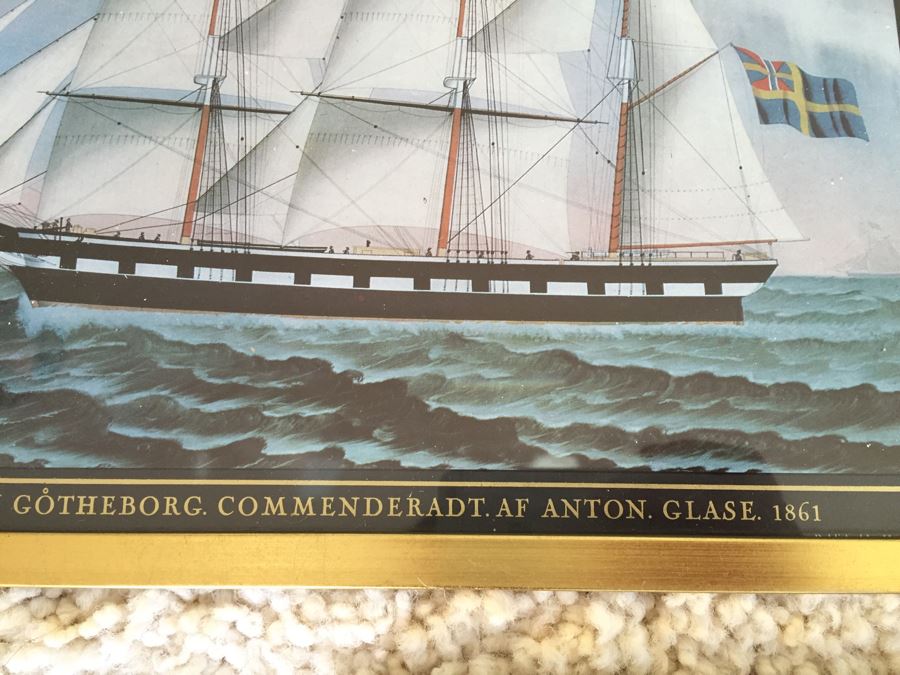 GÖTHEBORG. COMMENDERADT. AF ANTON. GLASE. 1861